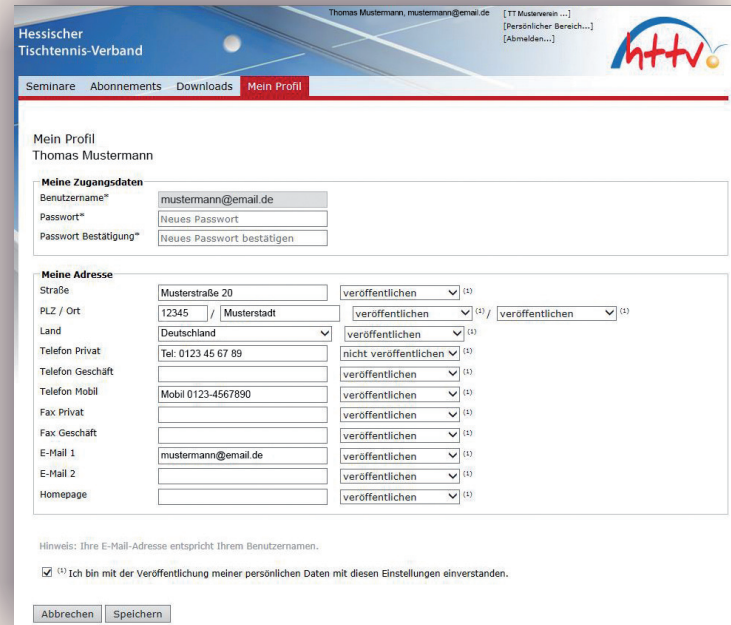 Thomas Mustermann, mustermann@email.de [TT Musterverein ...]
[Persönlicher Bereich...]
[Abmelden...]
Hessischer
Tischtennis-Verband
httv
Seminare Abonnements Downloads Mein Profil
Mein Profil
Thomas Mustermann
Meine Zugangsdaten
Benutzername* mustermann@email.de
Passwort* Neues Passwort
Passwort Bestätigung* Neues Passwort bestätigen
Meine Adresse
Straße Musterstraße 20 veröffentlichen (1)
PLZ / Ort 12345 / Musterstadt veröffentlichen (1) / veröffentlichen (1)
Land Deutschland veröffentlichen (1)
Telefon Privat Tel: 0123 45 67 89 nicht veröffentlichen (1)
Telefon Geschäft veröffentlichen (1)
Telefon Mobil Mobil 0123-4567890 veröffentlichen (1)
Fax Privat veröffentlichen (1)
Fax Geschäft veröffentlichen (1)
E-Mail 1 mustermann@email.de veröffentlichen (1)
E-Mail 2 veröffentlichen (1)
Homepage veröffentlichen (1)
Hinweis: Ihre E-Mail-Adresse entspricht Ihrem Benutzernamen.
(1) Ich bin mit der Veröffentlichung meiner persönlichen Daten mit diesen Einstellungen einverstanden.
Abbrechen Speichern